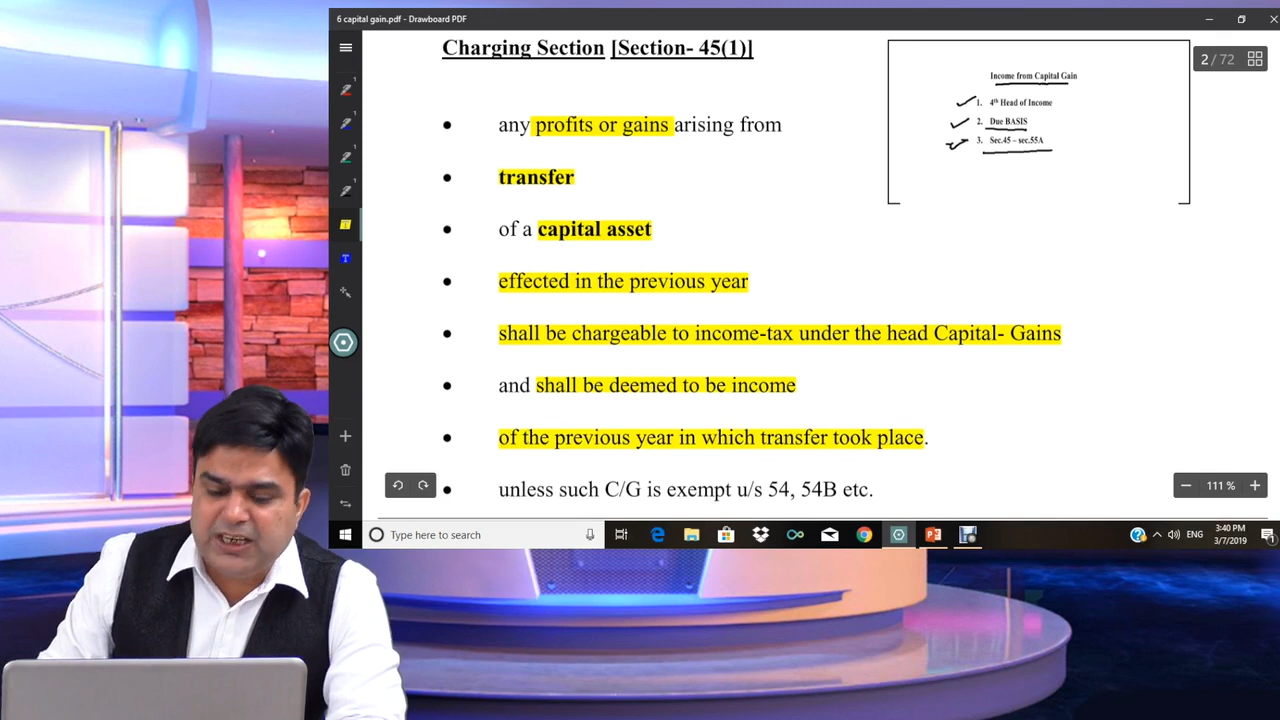 6 capital gain.pdf - Drawboard PDF
Charging Section [Section- 45(1)]
2 / 72
Income from Capital Gain
1. 4th Head of Income
2. Due BASIS
3. Sec.45 – sec.55A
• any profits or gains arising from
• transfer
• of a capital asset
• effected in the previous year
• shall be chargeable to income-tax under the head Capital- Gains
• and shall be deemed to be income
• of the previous year in which transfer took place.
• unless such C/G is exempt u/s 54, 54B etc.
111 %
Type here to search
ENG
3:40 PM
3/7/2019